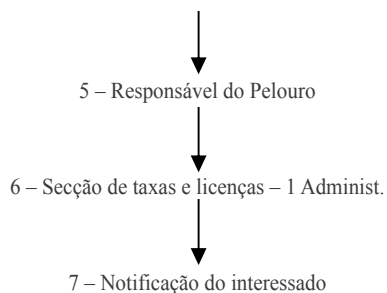 5 – Responsável do Pelouro
6 – Secção de taxas e licenças – 1 Administ.
7 – Notificação do interessado